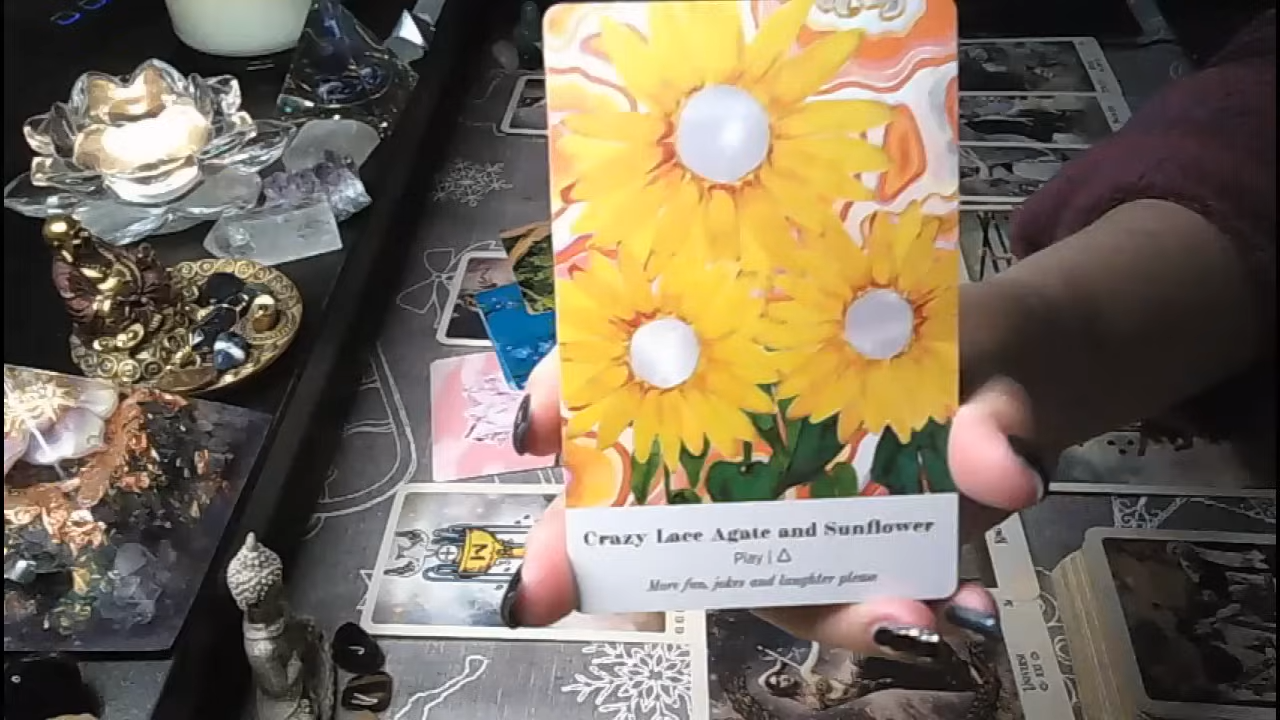 Crazy Lace Agate and Sunflower
Play | △
More fun, jokes and laughter please
M